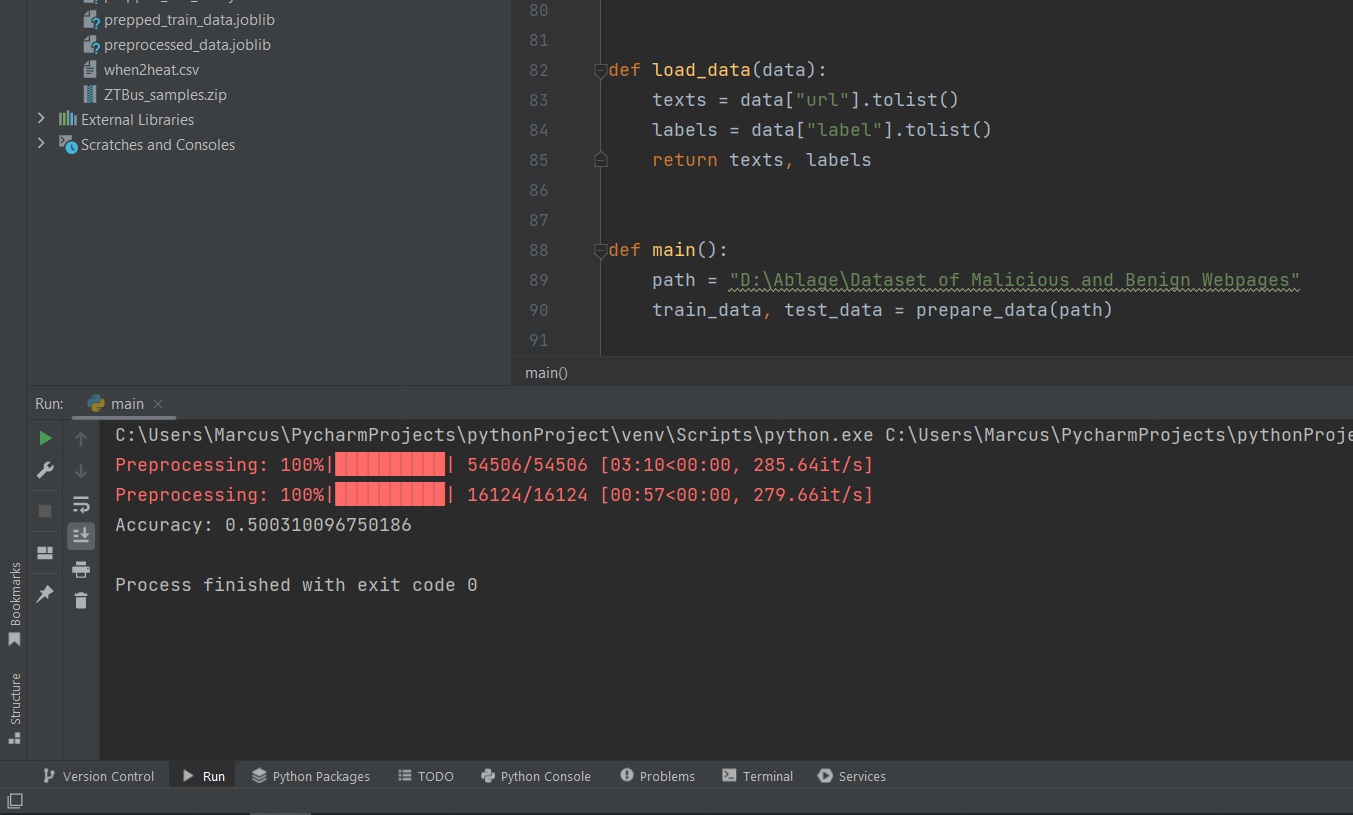 prepped_train_data.joblib
preprocessed_data.joblib
when2heat.csv
ZTBus_samples.zip
External Libraries
Scratches and Consoles
80
81
82 def load_data(data):
83 texts = data["url"].tolist()
84 labels = data["label"].tolist()
85 return texts, labels
86
87
88 def main():
89 path = "D:\Ablage\Dataset of Malicious and Benign Webpages"
90 train_data, test_data = prepare_data(path)
91
main()
Run: main
C:\Users\Marcus\PycharmProjects\pythonProject\venv\Scripts\python.exe C:\Users\Marcus\PycharmProjects\pythonProje
Preprocessing: 100%|██████████| 54506/54506 [03:10<00:00, 285.64it/s]
Preprocessing: 100%|██████████| 16124/16124 [00:57<00:00, 279.66it/s]
Accuracy: 0.500310096750186
Process finished with exit code 0
Bookmarks
Structure
Version Control Run Python Packages TODO Python Console Problems Terminal Services